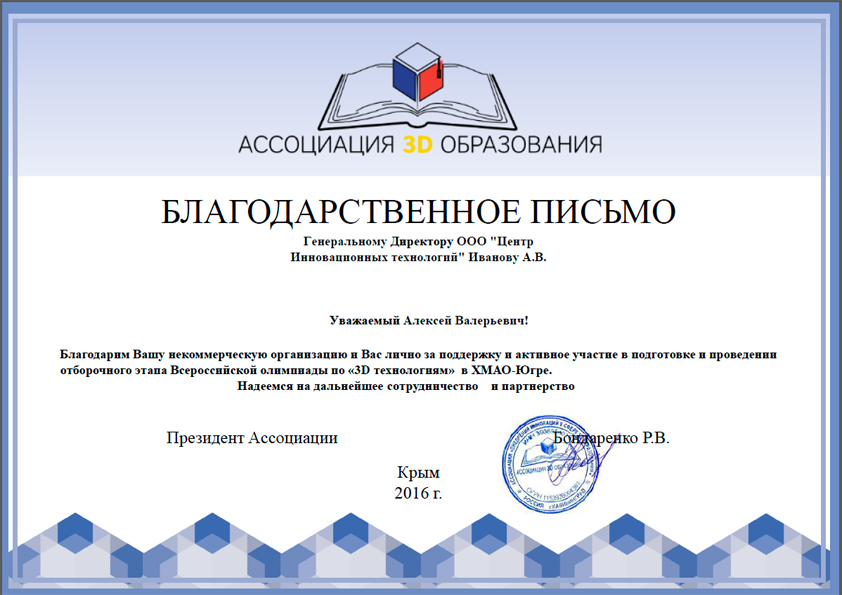 АССОЦИАЦИЯ 3D ОБРАЗОВАНИЯ
БЛАГОДАРСТВЕННОЕ ПИСЬМО
Генеральному Директору ООО "Центр
Инновационных технологий" Иванову А.В.
Уважаемый Алексей Валерьевич!
Благодарим Вашу некоммерческую организацию и Вас лично за поддержку и активное участие в подготовке и проведении
отборочного этапа Всероссийской олимпиады по «3D технологиям» в ХМАО-Югре.
Надеемся на дальнейшее сотрудничество и партнерство
Президент Ассоциации
Бондаренко Р.В.
Крым
2016 г.